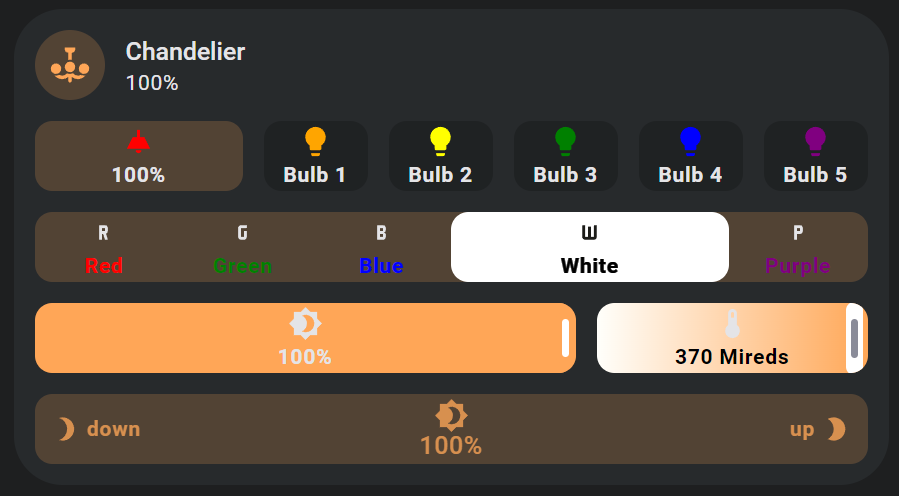 Chandelier
100%
100%
Bulb 1
Bulb 2
Bulb 3
Bulb 4
Bulb 5
R
G
B
W
P
Red
Green
Blue
White
Purple
100%
370 Mireds
down
100%
up